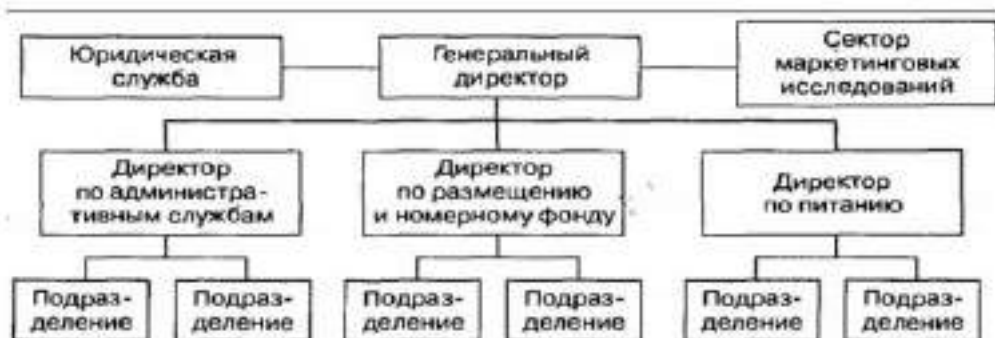 Юридическая
служба
Генеральный
директор
Сектор
маркетинговых
исследований
Директор
по административ-
тивным службам
Директор
по размещению
и номерному фонду
Директор
по питанию
Подраз-
деление
Подраз-
деление
Подраз-
деление
Подраз-
деление
Подраз-
деление
Подраз-
деление